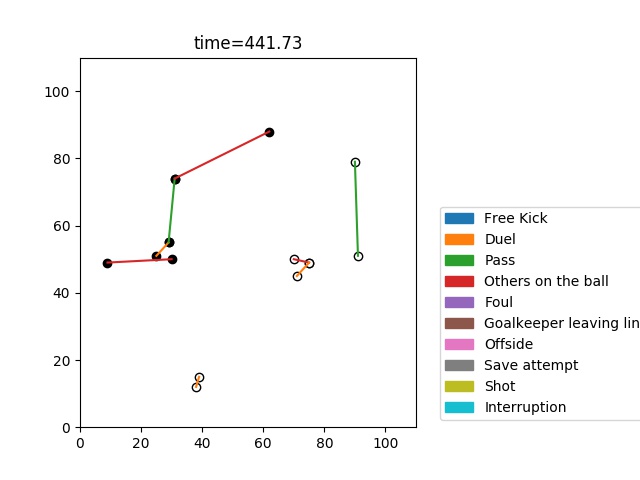 time=441.73
100
80
60
40
20
0
0 20 40 60 80 100
Free Kick
Duel
Pass
Others on the ball
Foul
Goalkeeper leaving lin
Offside
Save attempt
Shot
Interruption